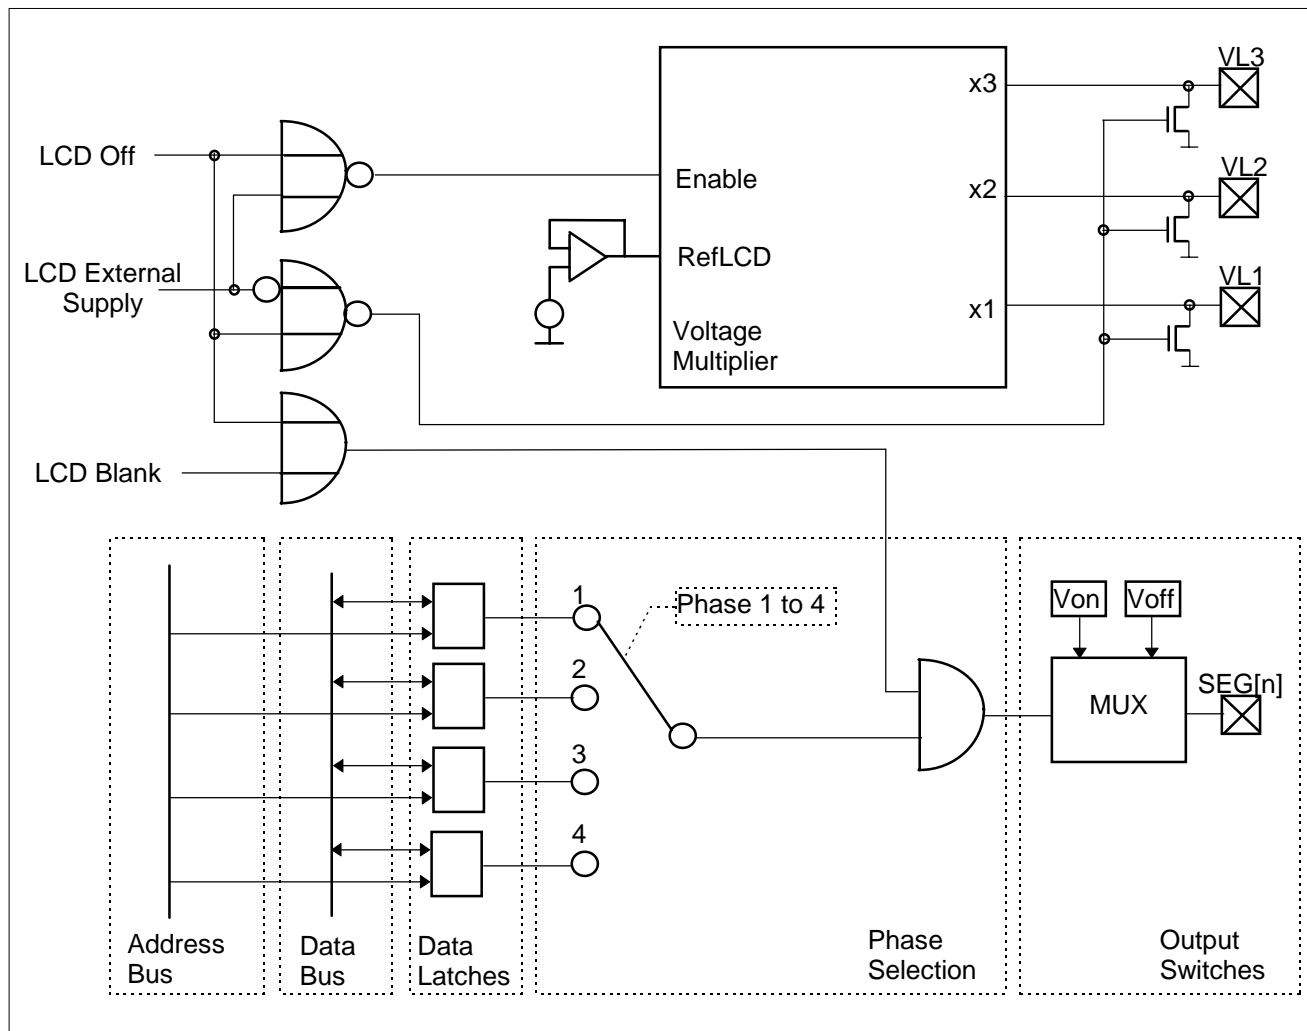 VL3
x3
LCD Off
Enable
VL2
x2
LCD External
Supply
RefLCD
VL1
x1
Voltage
Multiplier
LCD Blank
1
Phase 1 to 4
Von
Voff
2
SEG[n]
MUX
3
4
Address
Bus
Data
Bus
Data
Latches
Phase
Selection
Output
Switches